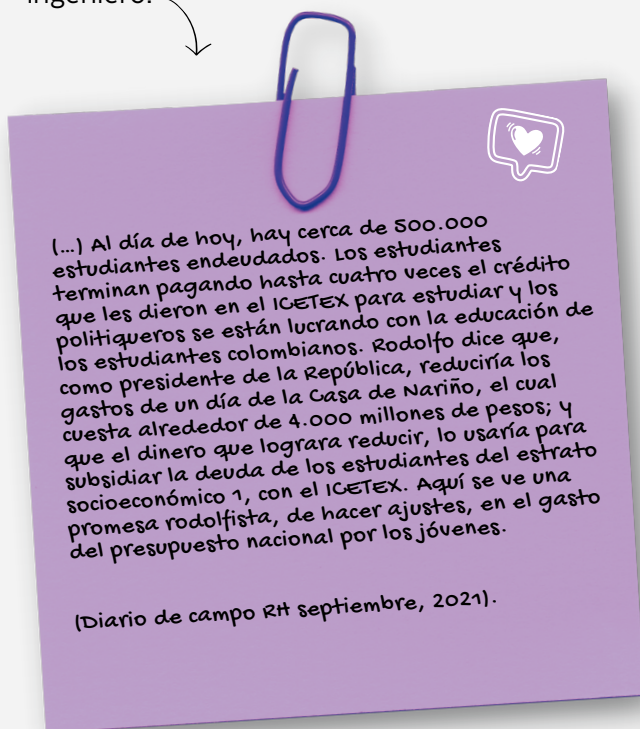 ingeniero.
(...) Al día de hoy, hay cerca de 500.000
estudiantes endeudados. Los estudiantes
terminan pagando hasta cuatro veces el crédito
que les dieron en el ICETEX para estudiar y los
politiqueros se están lucrando con la educación de
los estudiantes colombianos. Rodolfo dice que,
como presidente de la República, reduciría los
gastos de un día de la Casa de Nariño, el cual
cuesta alrededor de 4.000 millones de pesos; y
que el dinero que lograra reducir, lo usaría para
subsidiar la deuda de los estudiantes del estrato
socioeconómico 1, con el ICETEX. Aquí se ve una
promesa rodolfista, de hacer ajustes, en el gasto
del presupuesto nacional por los jóvenes.
(Diario de campo RH septiembre, 2021).